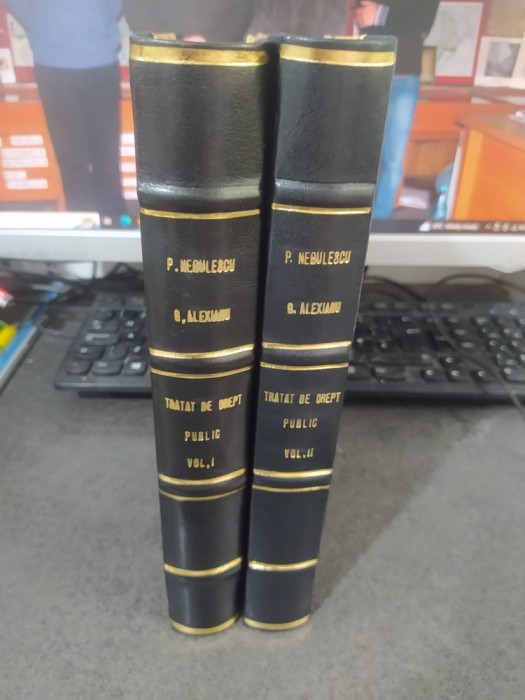 P. NEGULESCU
G. ALEXIANU
TRATAT DE DREPT
PUBLIC
VOL. I
P. NEGULESCU
G. ALEXIANU
TRATAT DE DREPT
PUBLIC
VOL. II